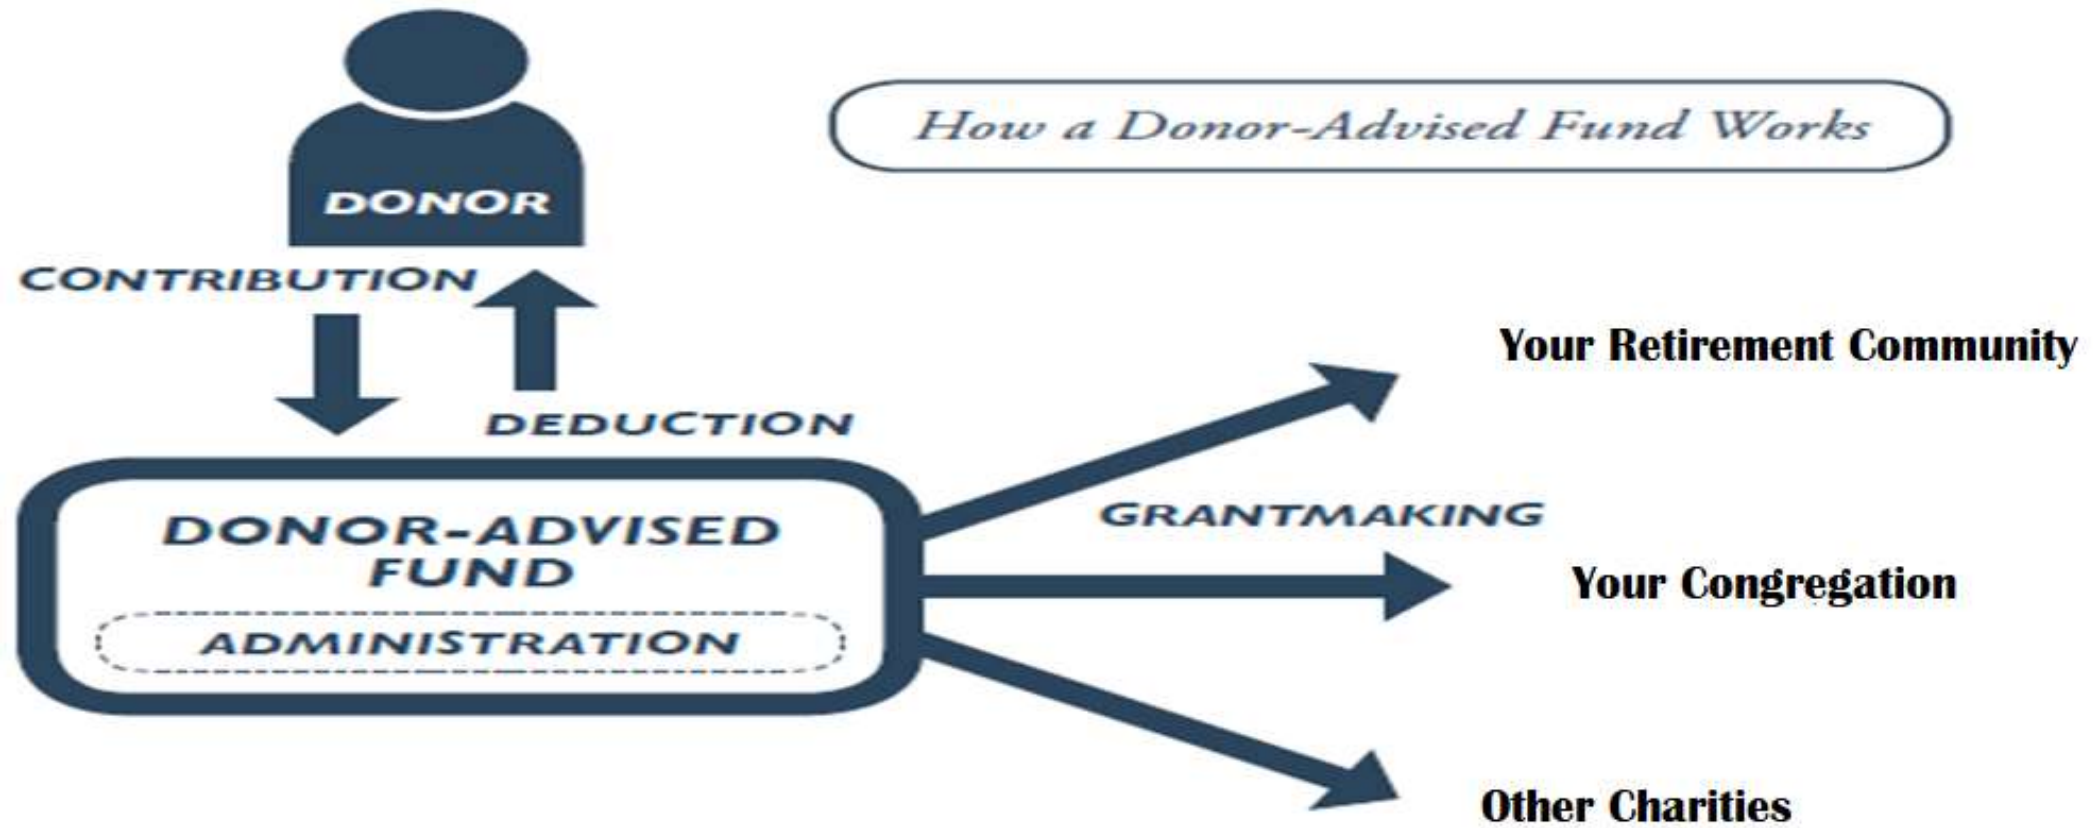 How a Donor-Advised Fund Works
DONOR
CONTRIBUTION
DEDUCTION
DONOR-ADVISED
FUND
ADMINISTRATION
GRANTMAKING
Your Retirement Community
Your Congregation
Other Charities